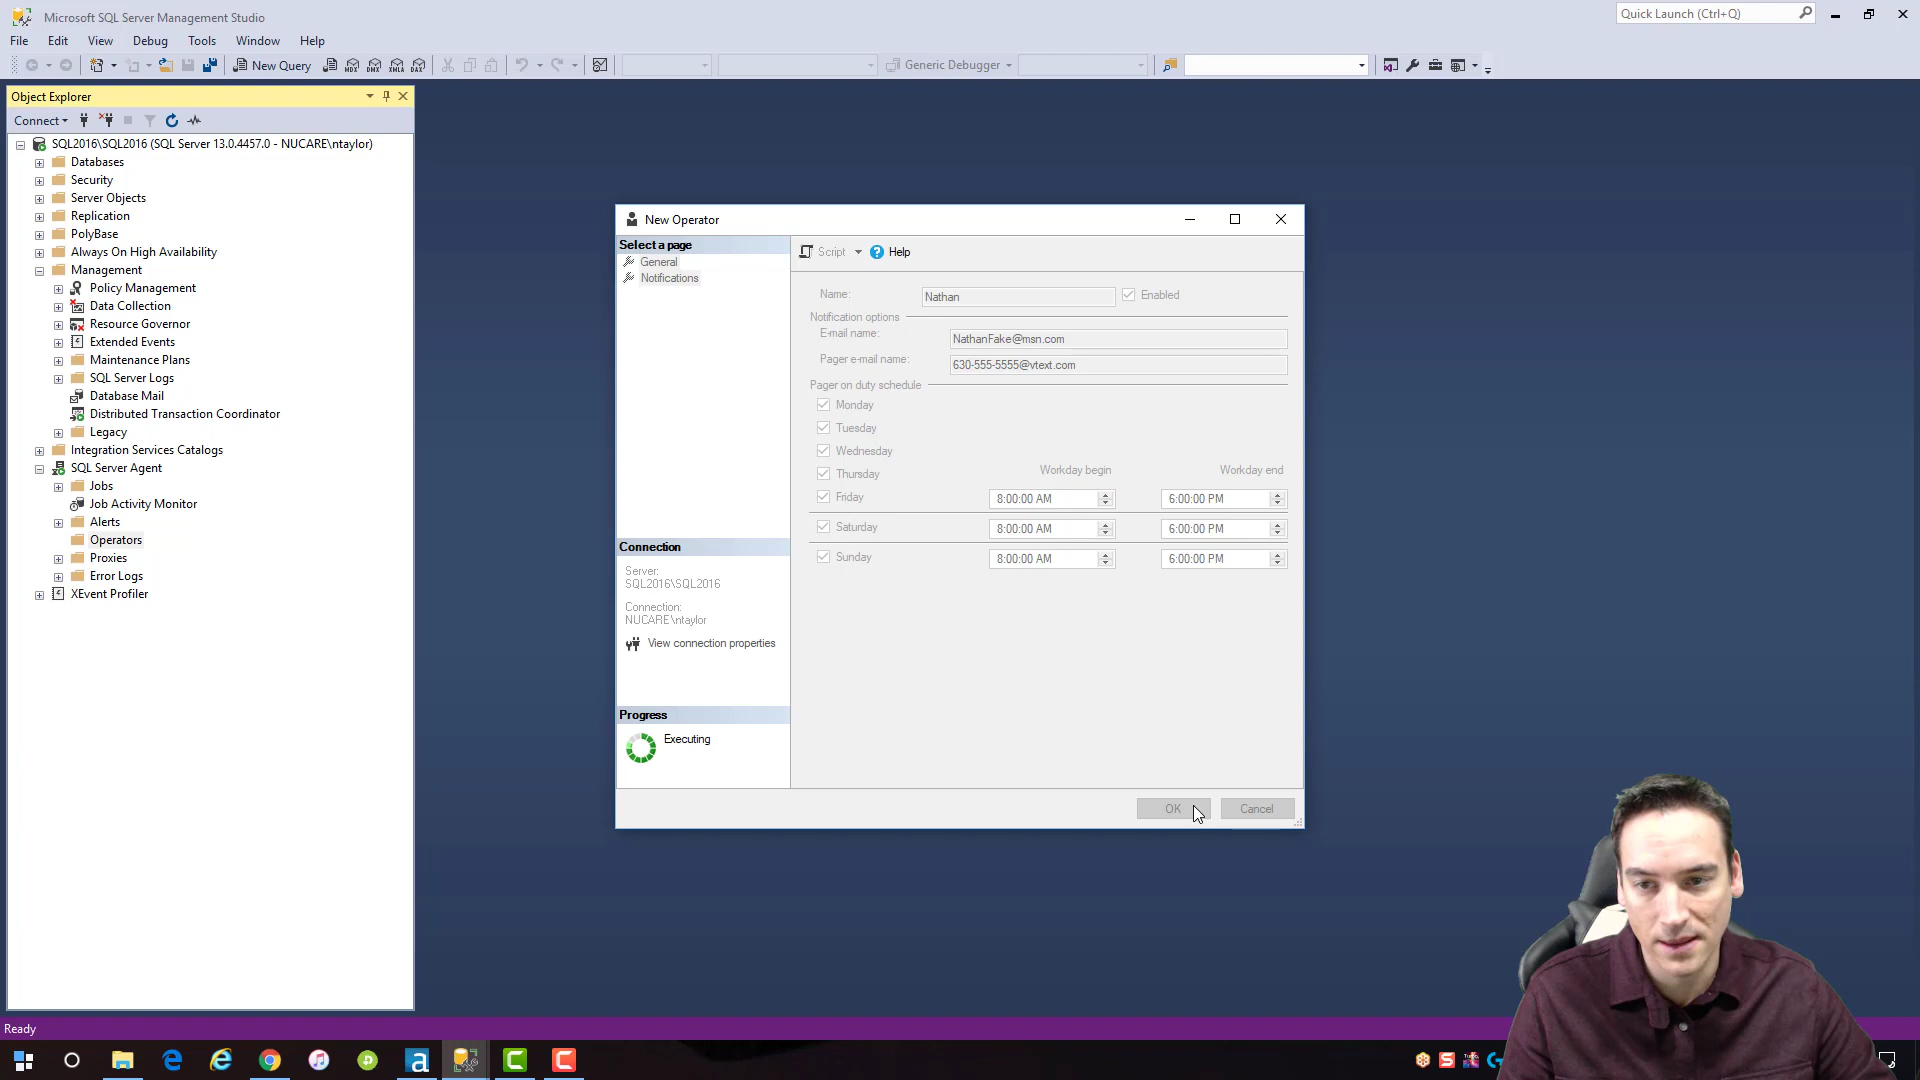 Microsoft SQL Server Management Studio
Quick Launch (Ctrl+Q)
File Edit View Debug Tools Window Help
New Query
MDX DMX XMLA DAX
Generic Debugger
Object Explorer
Connect
SQL2016\SQL2016 (SQL Server 13.0.4457.0 - NUCARE\ntaylor)
Databases
Security
Server Objects
Replication
PolyBase
Always On High Availability
Management
Policy Management
Data Collection
Resource Governor
Extended Events
Maintenance Plans
SQL Server Logs
Database Mail
Distributed Transaction Coordinator
Legacy
Integration Services Catalogs
SQL Server Agent
Jobs
Job Activity Monitor
Alerts
Operators
Proxies
Error Logs
XEvent Profiler
New Operator
Select a page
General
Notifications
Script Help
Name: Nathan Enabled
Notification options
E-mail name: NathanFake@msn.com
Pager e-mail name: 630-555-5555@vtext.com
Pager on duty schedule
Monday
Tuesday
Wednesday
Thursday Workday begin Workday end
Friday 8:00:00 AM 6:00:00 PM
Saturday 8:00:00 AM 6:00:00 PM
Sunday 8:00:00 AM 6:00:00 PM
Connection
Server:
SQL2016\SQL2016
Connection:
NUCARE\ntaylor
View connection properties
Progress
Executing
OK Cancel
Ready